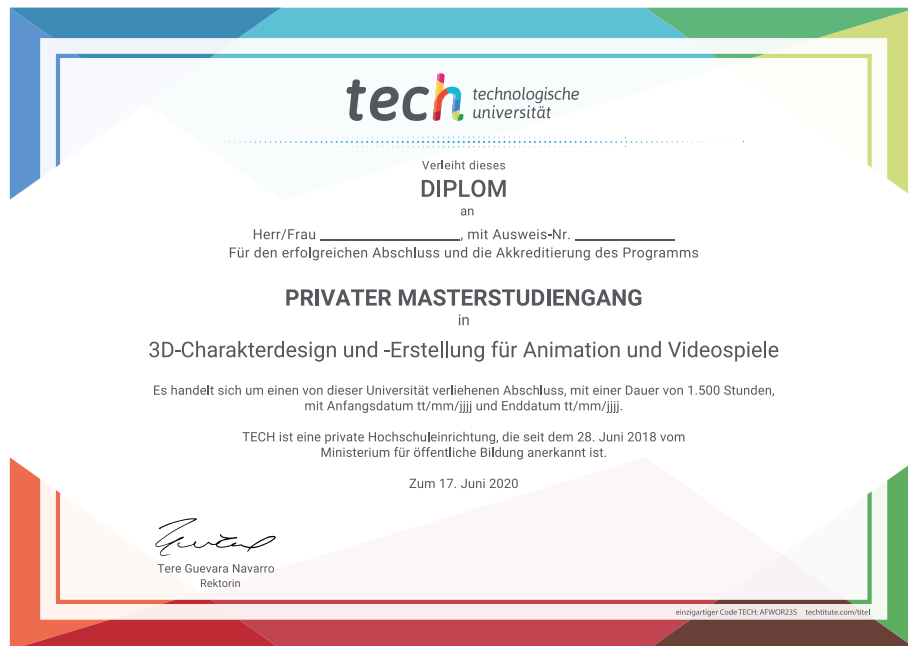 tech technologische
universität
Verleiht dieses
DIPLOM
an
Herr/Frau ____________________, mit Ausweis-Nr. ______________
Für den erfolgreichen Abschluss und die Akkreditierung des Programms
PRIVATER MASTERSTUDIENGANG
in
3D-Charakterdesign und -Erstellung für Animation und Videospiele
Es handelt sich um einen von dieser Universität verliehenen Abschluss, mit einer Dauer von 1.500 Stunden,
mit Anfangsdatum tt/mm/jjjj und Enddatum tt/mm/jjjj.
TECH ist eine private Hochschuleinrichtung, die seit dem 28. Juni 2018 vom
Ministerium für öffentliche Bildung anerkannt ist.
Zum 17. Juni 2020
Tere Guevara Navarro
Rektorin
einzigartiger Code TECH: AFWOR23S techtitute.com/titel